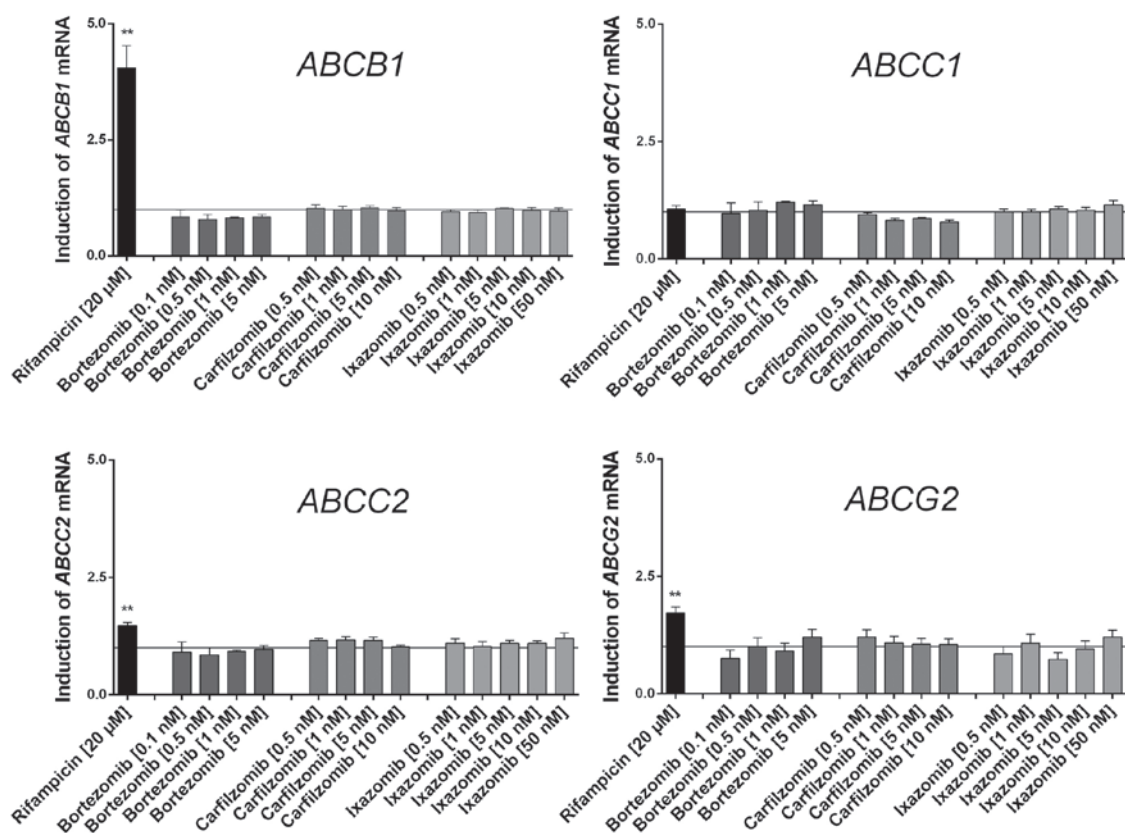 Induction of ABCB1 mRNA
5.0
2.5
0.0
**
ABCB1
Rifampicin [20 µM]
Bortezomib [0.1 nM]
Bortezomib [0.5 nM]
Bortezomib [1 nM]
Bortezomib [5 nM]
Carfilzomib [0.5 nM]
Carfilzomib [1 nM]
Carfilzomib [5 nM]
Carfilzomib [10 nM]
Ixazomib [0.5 nM]
Ixazomib [1 nM]
Ixazomib [5 nM]
Ixazomib [10 nM]
Ixazomib [50 nM]
Induction of ABCC1 mRNA
5.0
2.5
0.0
ABCC1
Rifampicin [20 µM]
Bortezomib [0.1 nM]
Bortezomib [0.5 nM]
Bortezomib [1 nM]
Bortezomib [5 nM]
Carfilzomib [0.5 nM]
Carfilzomib [1 nM]
Carfilzomib [5 nM]
Carfilzomib [10 nM]
Ixazomib [0.5 nM]
Ixazomib [1 nM]
Ixazomib [5 nM]
Ixazomib [10 nM]
Ixazomib [50 nM]
Induction of ABCC2 mRNA
5.0
2.5
0.0
**
ABCC2
Rifampicin [20 µM]
Bortezomib [0.1 nM]
Bortezomib [0.5 nM]
Bortezomib [1 nM]
Bortezomib [5 nM]
Carfilzomib [0.5 nM]
Carfilzomib [1 nM]
Carfilzomib [5 nM]
Carfilzomib [10 nM]
Ixazomib [0.5 nM]
Ixazomib [1 nM]
Ixazomib [5 nM]
Ixazomib [10 nM]
Ixazomib [50 nM]
Induction of ABCG2 mRNA
5.0
2.5
0.0
**
ABCG2
Rifampicin [20 µM]
Bortezomib [0.1 nM]
Bortezomib [0.5 nM]
Bortezomib [1 nM]
Bortezomib [5 nM]
Carfilzomib [0.5 nM]
Carfilzomib [1 nM]
Carfilzomib [5 nM]
Carfilzomib [10 nM]
Ixazomib [0.5 nM]
Ixazomib [1 nM]
Ixazomib [5 nM]
Ixazomib [10 nM]
Ixazomib [50 nM]